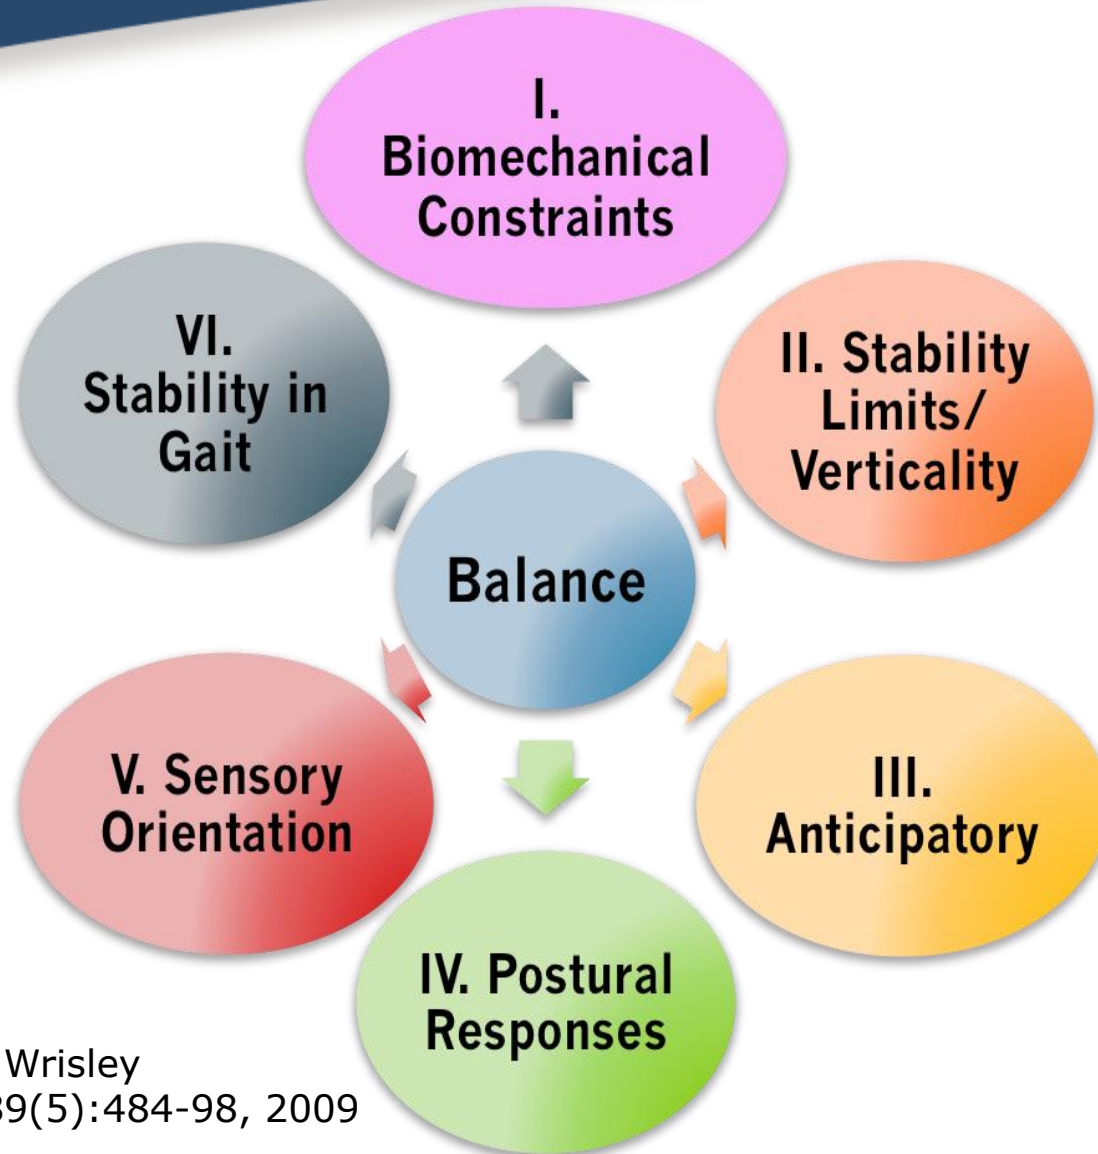 I.
Biomechanical
Constraints
II. Stability
Limits/
Verticality
III.
Anticipatory
IV. Postural
Responses
V. Sensory
Orientation
VI.
Stability in
Gait
Balance
Wrisley
9(5):484-98, 2009